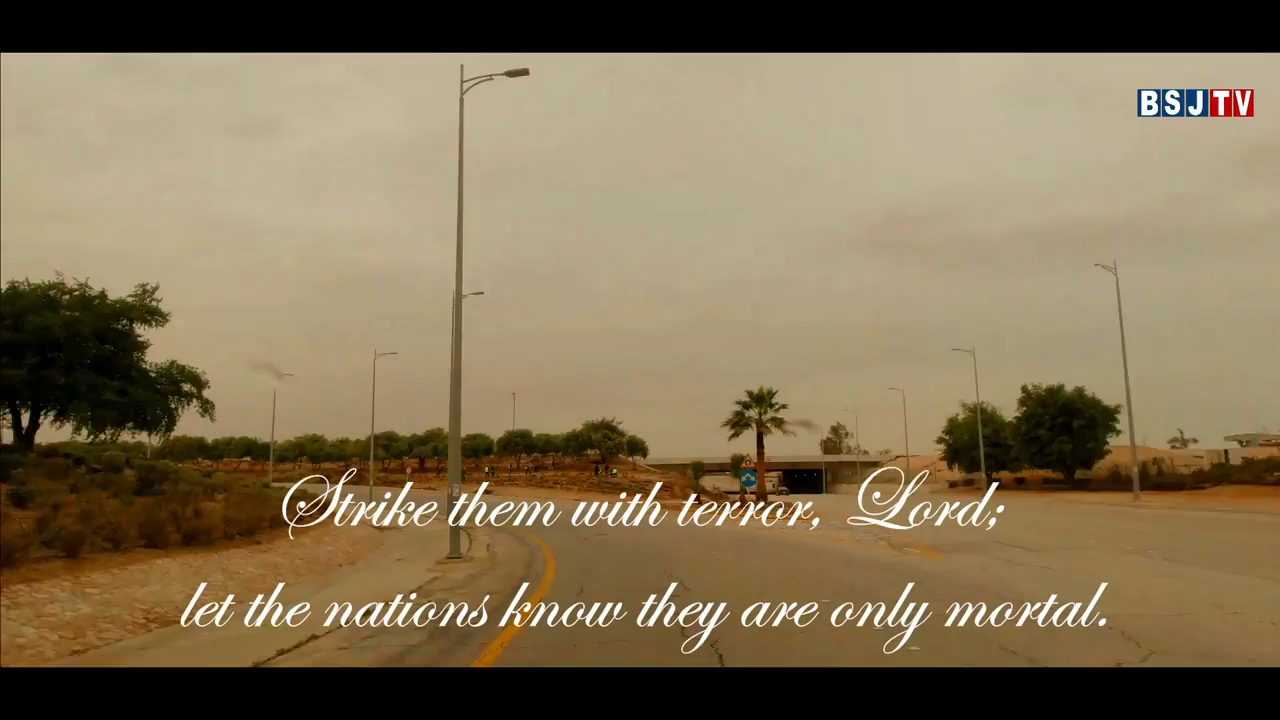 BSJTV
Strike them with terror, Lord;
let the nations know they are only mortal.